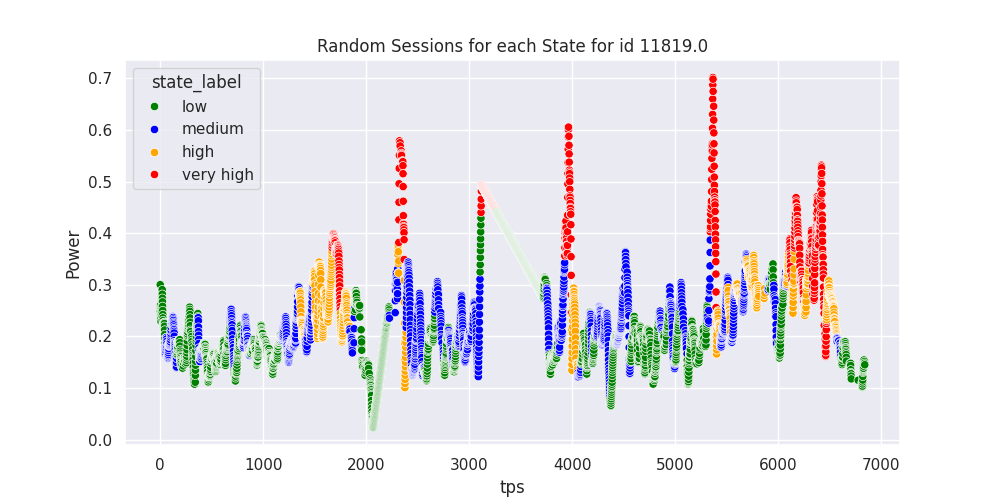 Random Sessions for each State for id 11819.0
state_label
low
medium
high
very high
Power
0.7
0.6
0.5
0.4
0.3
0.2
0.1
0.0
0 1000 2000 3000 4000 5000 6000 7000
tps